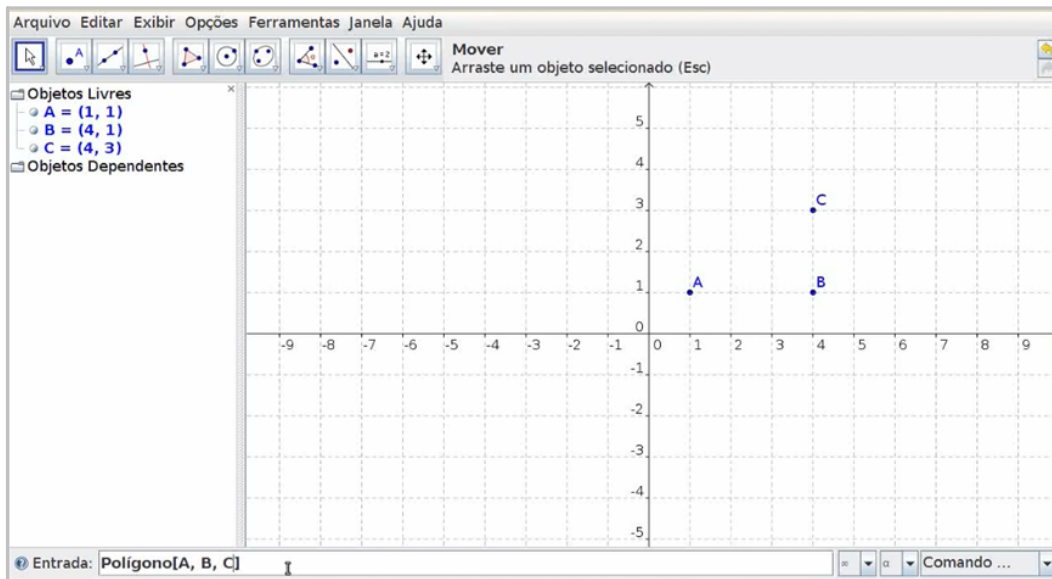 Arquivo Editar Exibir Opções Ferramentas Janela Ajuda
A
a=2
Mover
Arraste um objeto selecionado (Esc)
Objetos Livres
A = (1, 1)
B = (4, 1)
C = (4, 3)
Objetos Dependentes
5
4
C
3
2
A
B
1
0
-9 -8 -7 -6 -5 -4 -3 -2 -1 0 1 2 3 4 5 6 7 8 9
-1
-2
-3
-4
-5
Entrada: Polígono[A, B, C] ∞ α Comando ...